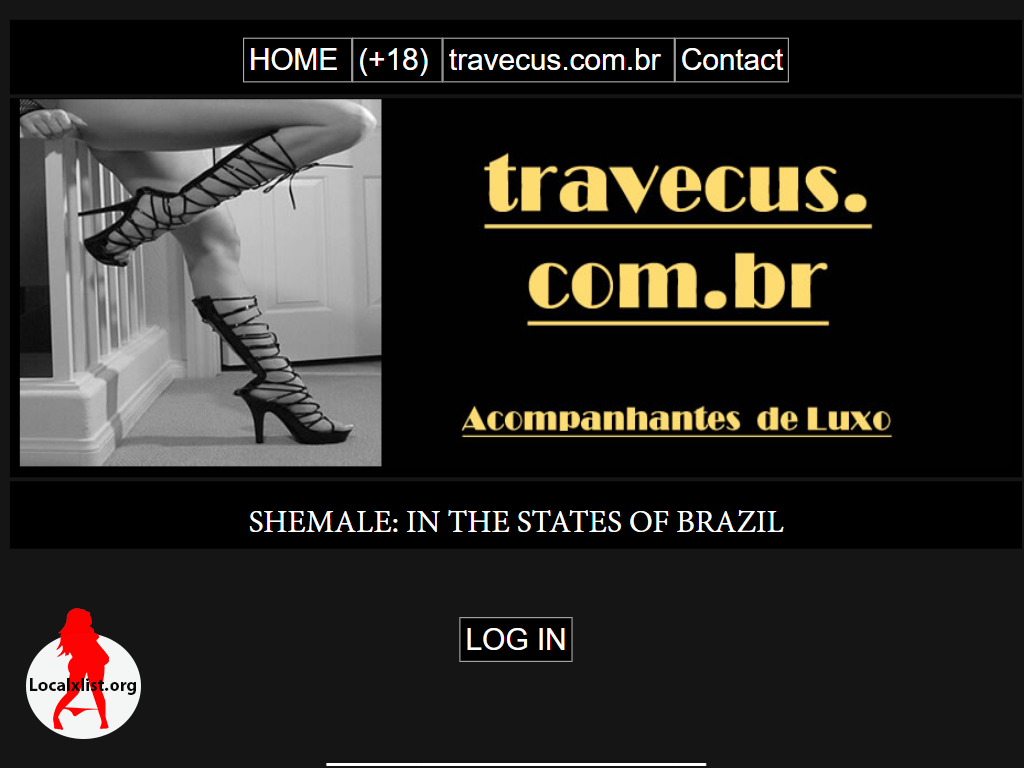 HOME (+18) travecus.com.br Contact
travecus.
com.br
Acompanhantes de Luxo
SHEMALE: IN THE STATES OF BRAZIL
LOG IN
Localxlist.org